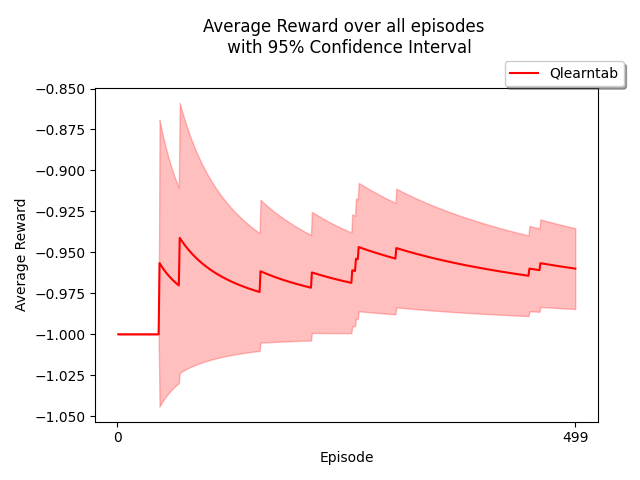 Average Reward over all episodes
with 95% Confidence Interval
Qlearntab
−0.850
−0.875
−0.900
−0.925
−0.950
−0.975
−1.000
−1.025
−1.050
Average Reward
0
499
Episode